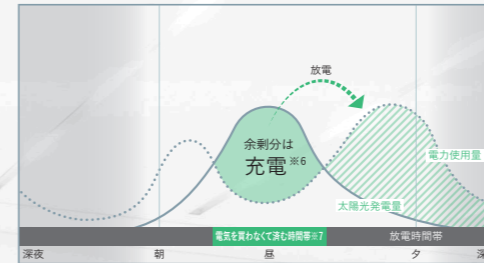 放電
余剰分は
充電※6
電力使用量
太陽光発電量
電気を買わなくて済む時間帯※7
放電時間帯
深夜
朝
昼
夕
深